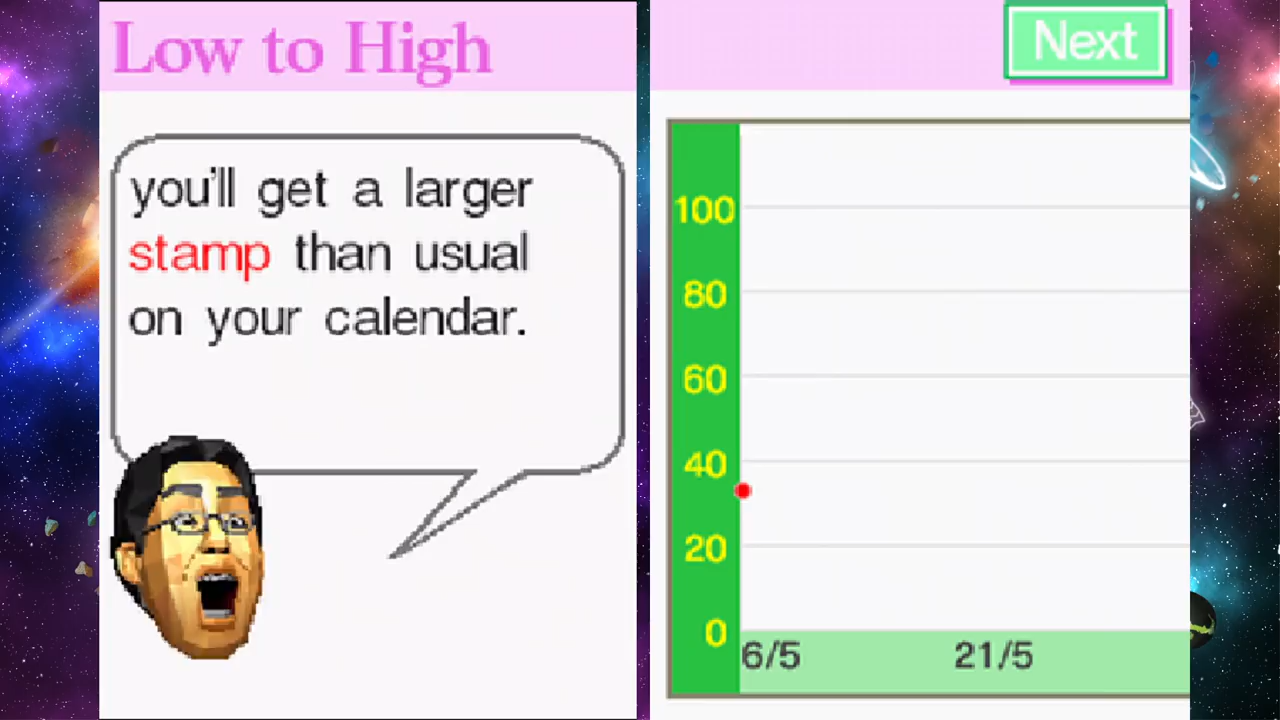 Low to High
you'll get a larger
stamp than usual
on your calendar.
Next
100
80
60
40
20
0
6/5 21/5